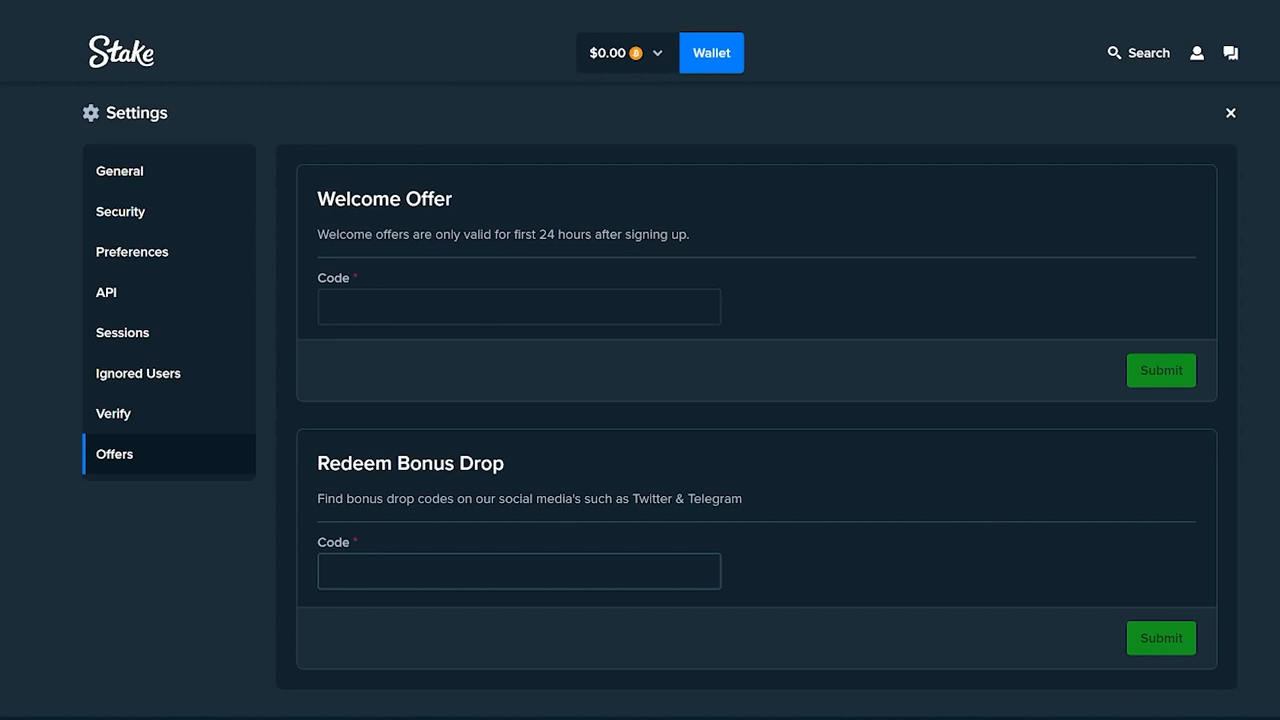 Stake
$0.00
Wallet
Search
Settings
General
Security
Preferences
API
Sessions
Ignored Users
Verify
Offers
Welcome Offer
Welcome offers are only valid for first 24 hours after signing up.
Code *
Submit
Redeem Bonus Drop
Find bonus drop codes on our social media's such as Twitter & Telegram
Code *
Submit